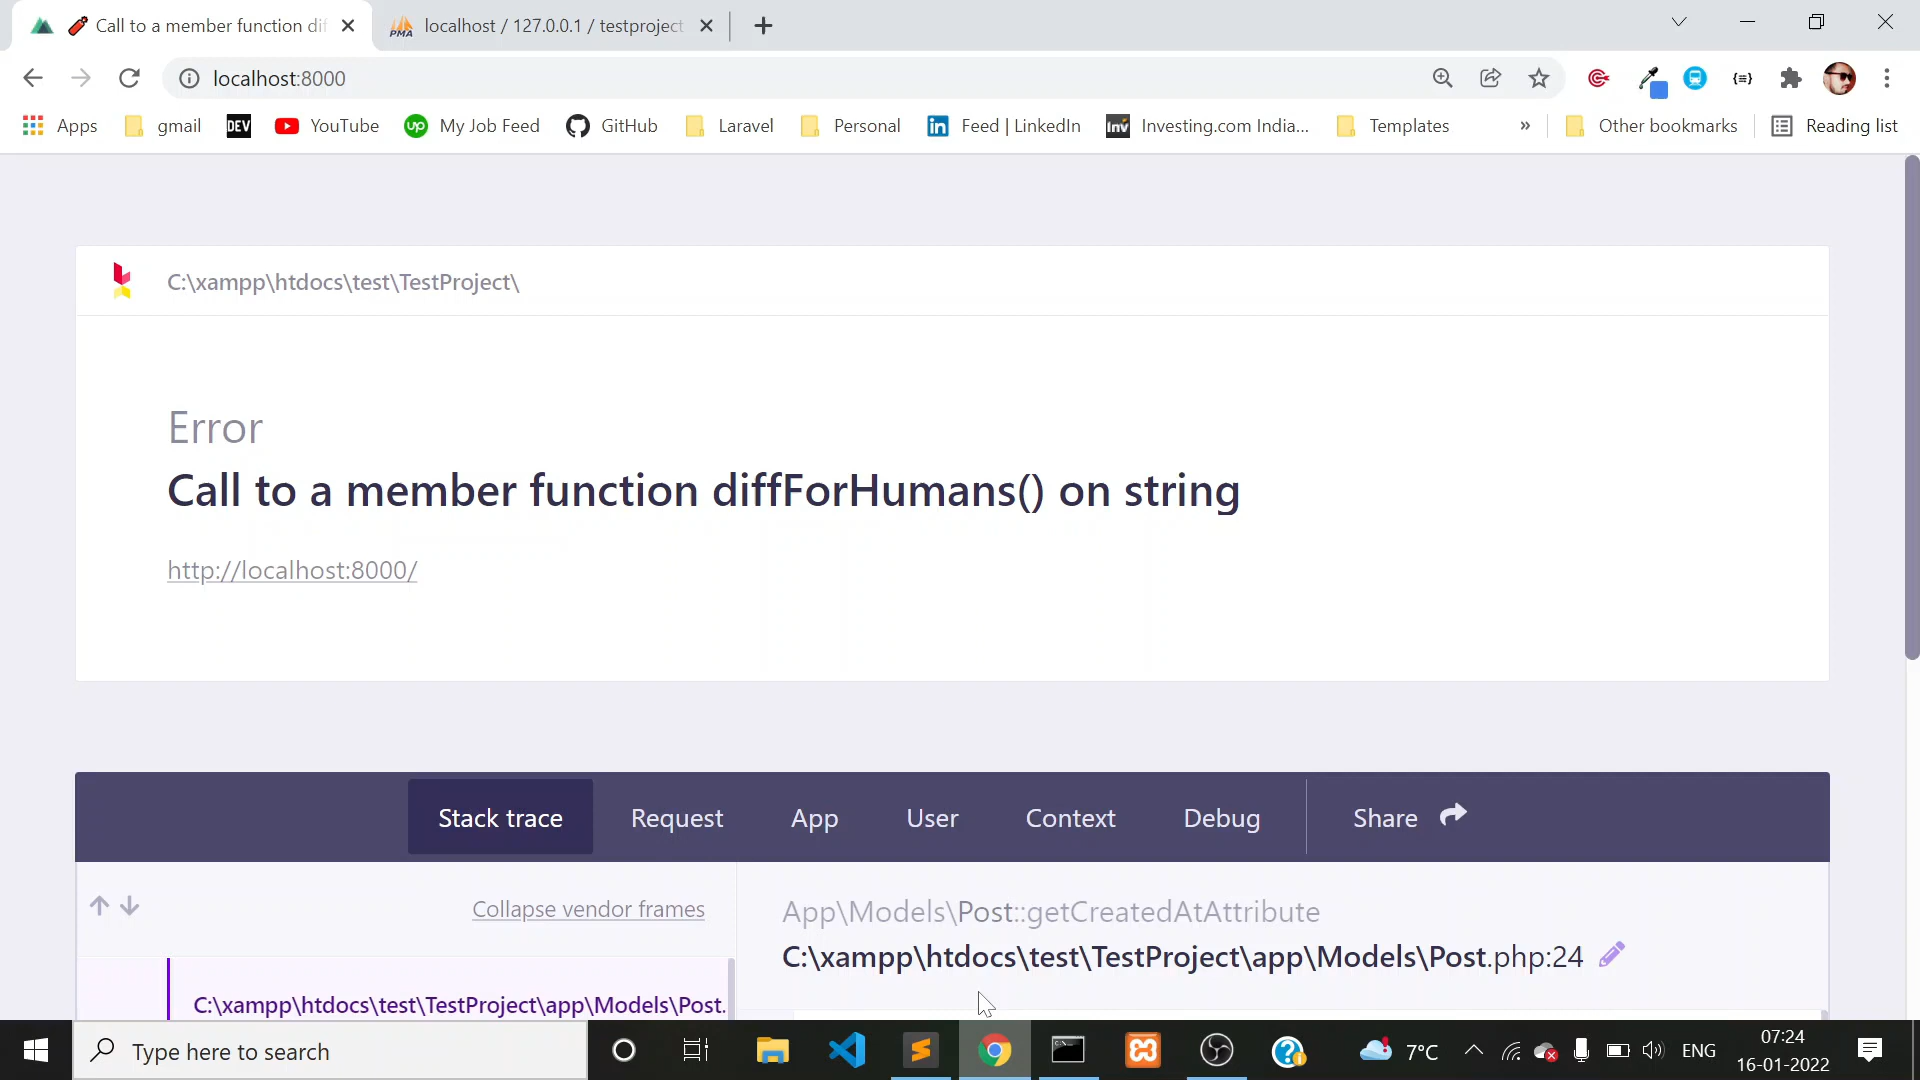 Call to a member function dif
localhost / 127.0.0.1 / testproject
PMA
localhost:8000
Apps
gmail
DEV
YouTube
up
My Job Feed
GitHub
Laravel
Personal
in
Feed | LinkedIn
Inv
Investing.com India...
Templates
»
Other bookmarks
Reading list
C:\xampp\htdocs\test\TestProject\
Error
Call to a member function diffForHumans() on string
http://localhost:8000/
Stack trace
Request
App
User
Context
Debug
Share
Collapse vendor frames
App\Models\Post::getCreatedAtAttribute
C:\xampp\htdocs\test\TestProject\app\Models\Post.php:24
C:\xampp\htdocs\test\TestProject\app\Models\Post.
Type here to search
7°C
ENG
07:24
16-01-2022